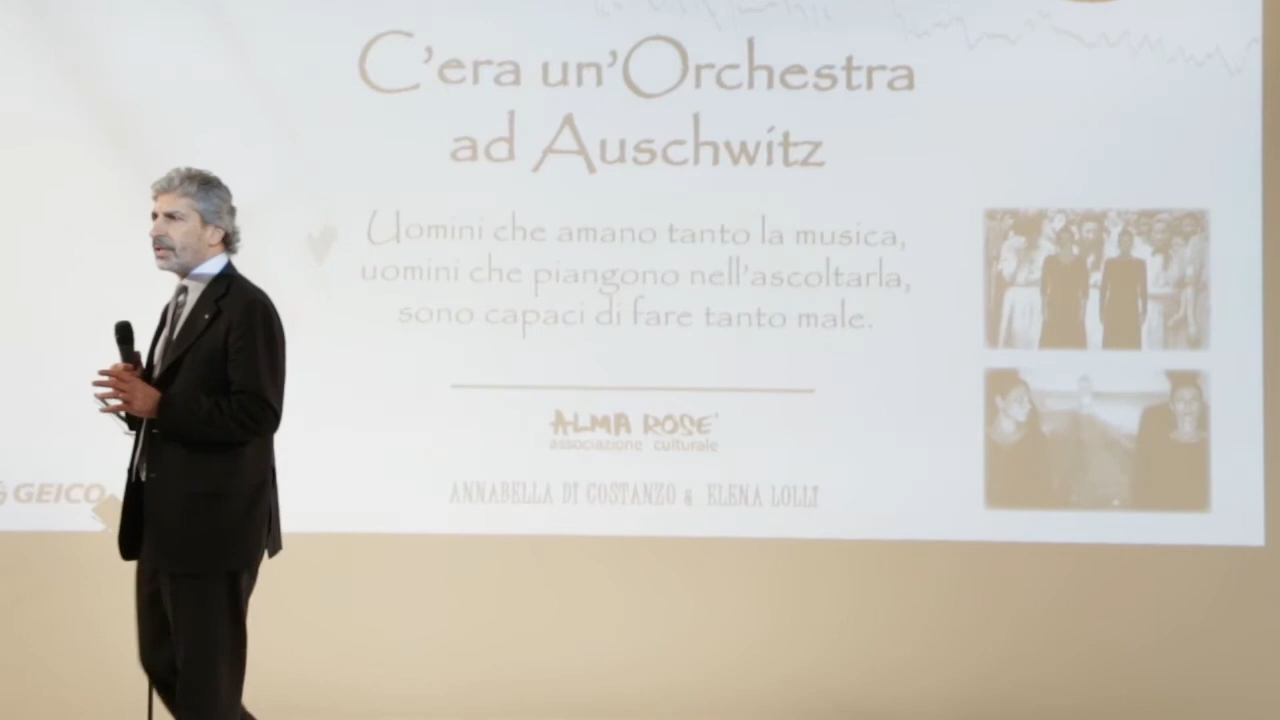 C'era un'Orchestra
ad Auschwitz
Uomini che amano tanto la musica,
uomini che piangono nell'ascoltarla,
sono capaci di fare tanto male.
ALMA ROSE'
associazione culturale
ANNABELLA DI COSTANZO & ELENA LOLLI
GEICO